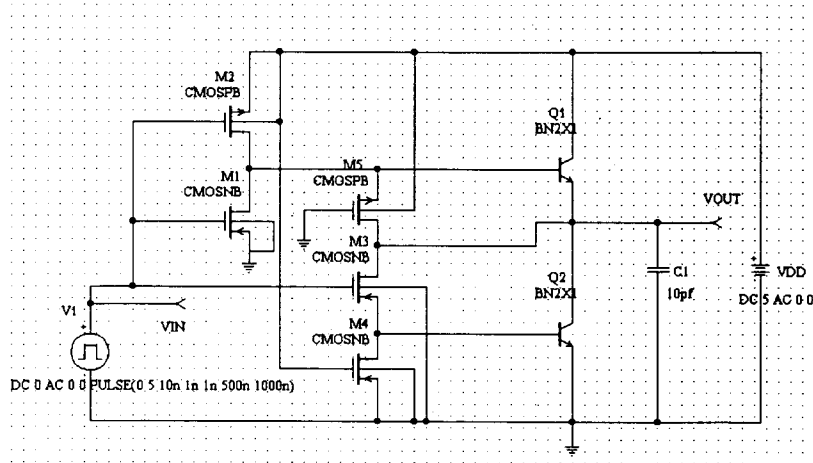 M2
CMOSPB
Q1
BN2X1
M1
CMOSNB
M5
CMOSPB
VOUT
M3
CMOSNB
Q2
BN2X1
C1
10pf
VDD
DC 5 AC 0 0
V1
VIN
M4
CMOSNB
DC 0 AC 0 0 PULSE(0 5 10n 1n 1n 500n 1000n)